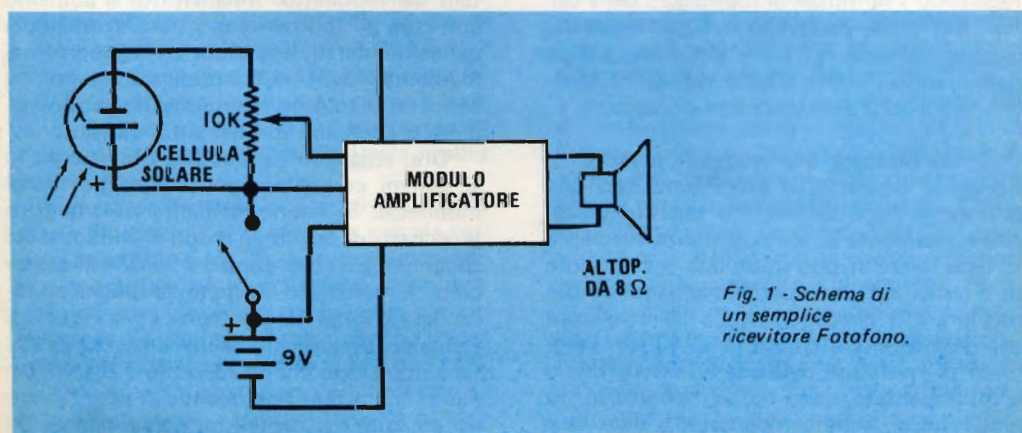 λ
10K
+
CELLULA
SOLARE
MODULO
AMPLIFICATORE
ALTOP.
DA 8 Ω
+
9V
Fig. 1 - Schema di
un semplice
ricevitore Fotofono.